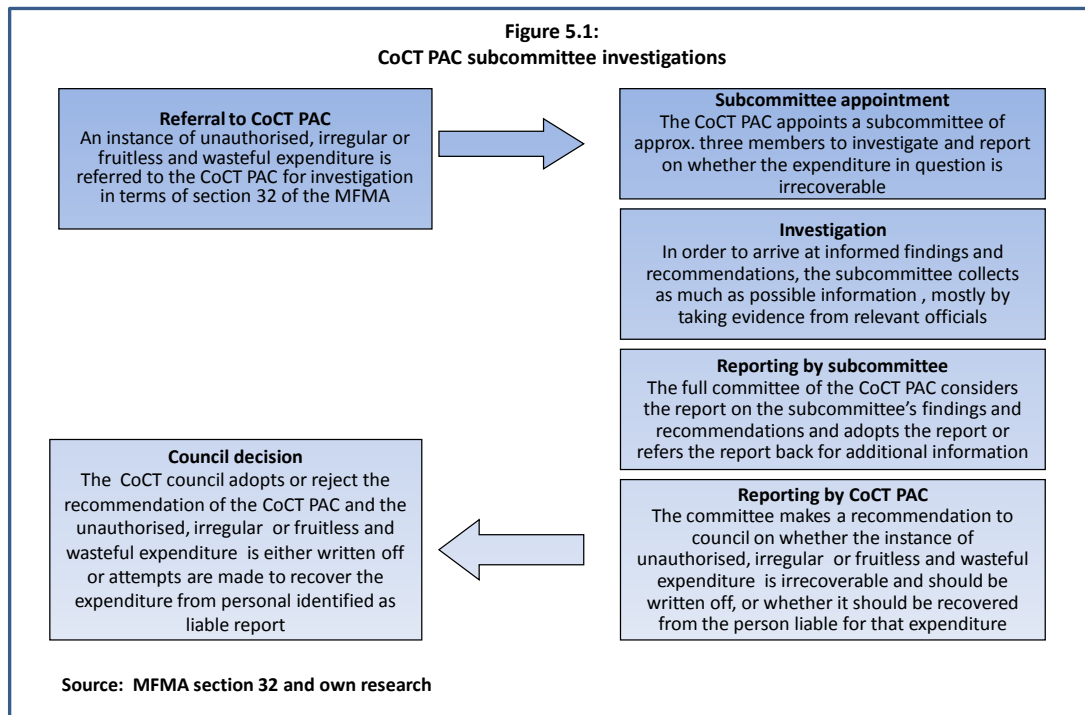 Figure 5.1:
CoCT PAC subcommittee investigations
Referral to CoCT PAC
An instance of unauthorised, irregular or
fruitless and wasteful expenditure is
referred to the CoCT PAC for investigation
in terms of section 32 of the MFMA
Subcommittee appointment
The CoCT PAC appoints a subcommittee of
approx. three members to investigate and report
on whether the expenditure in question is
irrecoverable
Investigation
In order to arrive at informed findings and
recommendations, the subcommittee collects
as much as possible information , mostly by
taking evidence from relevant officials
Reporting by subcommittee
The full committee of the CoCT PAC considers
the report on the subcommittee’s findings and
recommendations and adopts the report or
refers the report back for additional information
Reporting by CoCT PAC
The committee makes a recommendation to
council on whether the instance of
unauthorised, irregular or fruitless and wasteful
expenditure is irrecoverable and should be
written off, or whether it should be recovered
from the person liable for that expenditure
Council decision
The CoCT council adopts or reject the
recommendation of the CoCT PAC and the
unauthorised, irregular or fruitless and
wasteful expenditure is either written off
or attempts are made to recover the
expenditure from personal identified as
liable report
Source: MFMA section 32 and own research